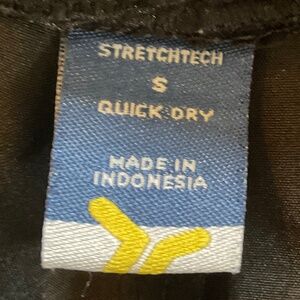 STRETCHTECH
S
QUICK DRY
MADE IN
INDONESIA